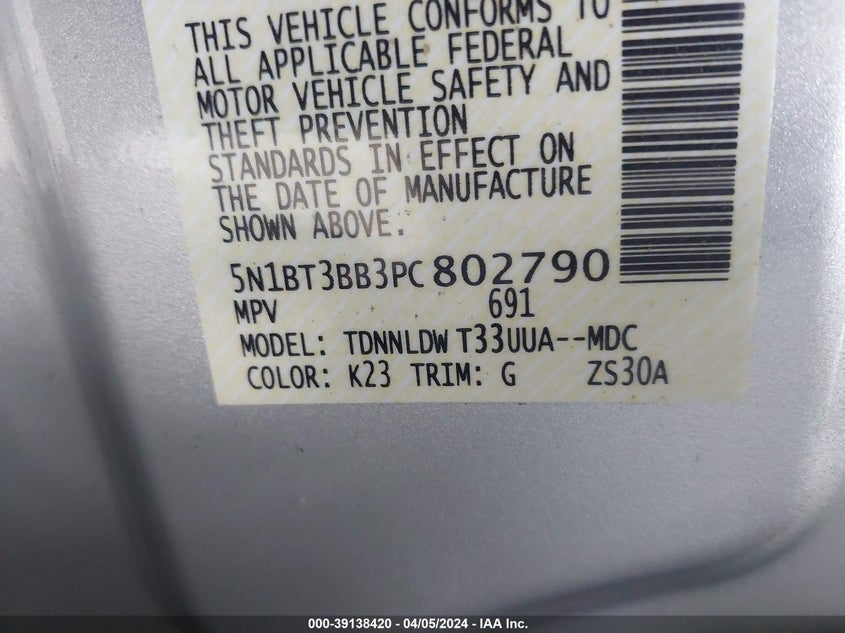 THIS VEHICLE CONFORMS TO
ALL APPLICABLE FEDERAL
MOTOR VEHICLE SAFETY AND
THEFT PREVENTION
STANDARDS IN EFFECT ON
THE DATE OF MANUFACTURE
SHOWN ABOVE.
5N1BT3BB3PC802790
MPV 691
MODEL: TDNNLDW T33UUA--MDC
COLOR: K23 TRIM: G ZS30A
000-39138420 - 04/05/2024 - IAA Inc.